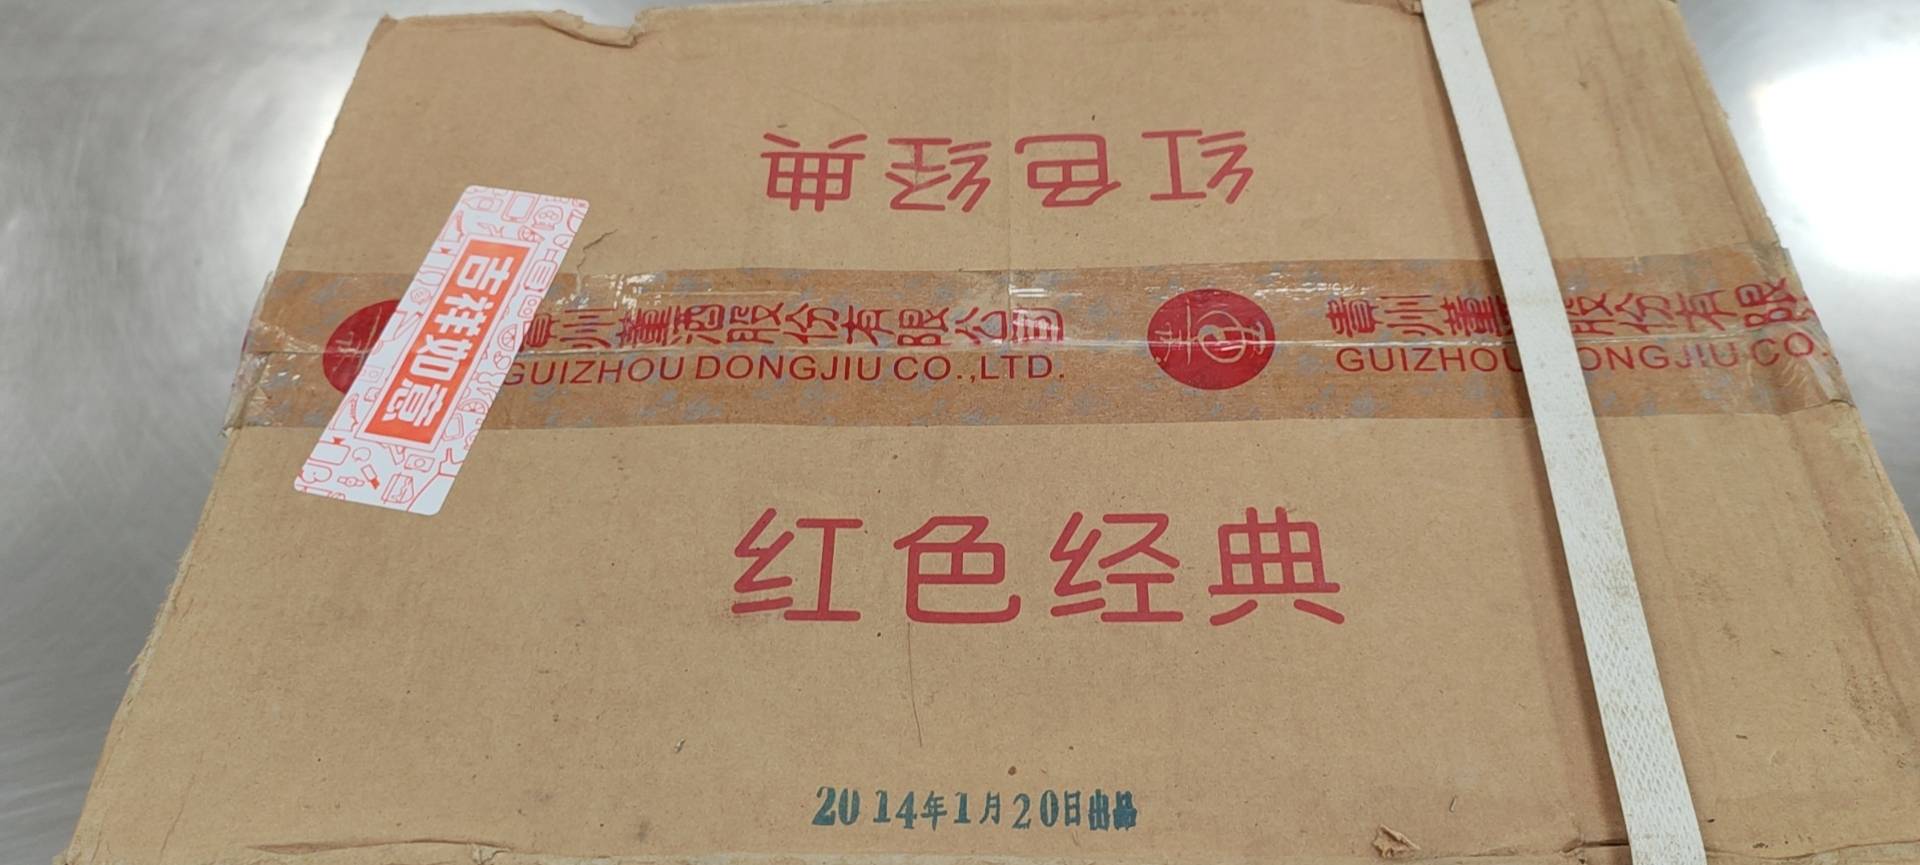 红色经典
吉祥如意
貴州董酒股份有限公司
GUIZHOU DONGJIU CO.,LTD.
貴州董酒股份有限
GUIZHOU DONGJIU CO.
红色经典
2014年1月20日出品